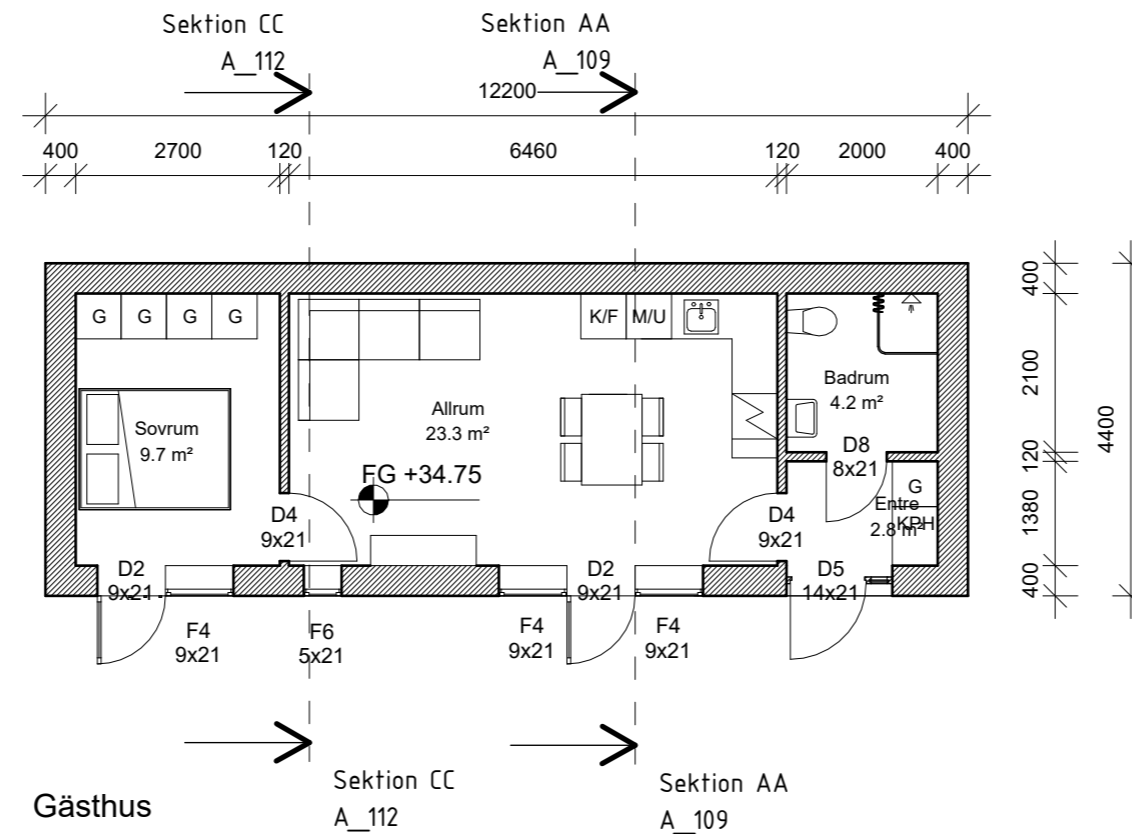 Sektion CC
A_112
Sektion AA
A_109
12200
400
2700
120
6460
120
2000
400
G
G
G
G
K/F
M/U
Sovrum
9.7 m²
Allrum
23.3 m²
Badrum
4.2 m²
FG +34.75
D8
8x21
G
Entre
2.8 m²
KPH
D4
9x21
D4
9x21
D2
9x21
D2
9x21
D5
14x21
F4
9x21
F6
5x21
F4
9x21
F4
9x21
400
2100
120
1380
400
4400
Sektion CC
A_112
Sektion AA
A_109
Gästhus